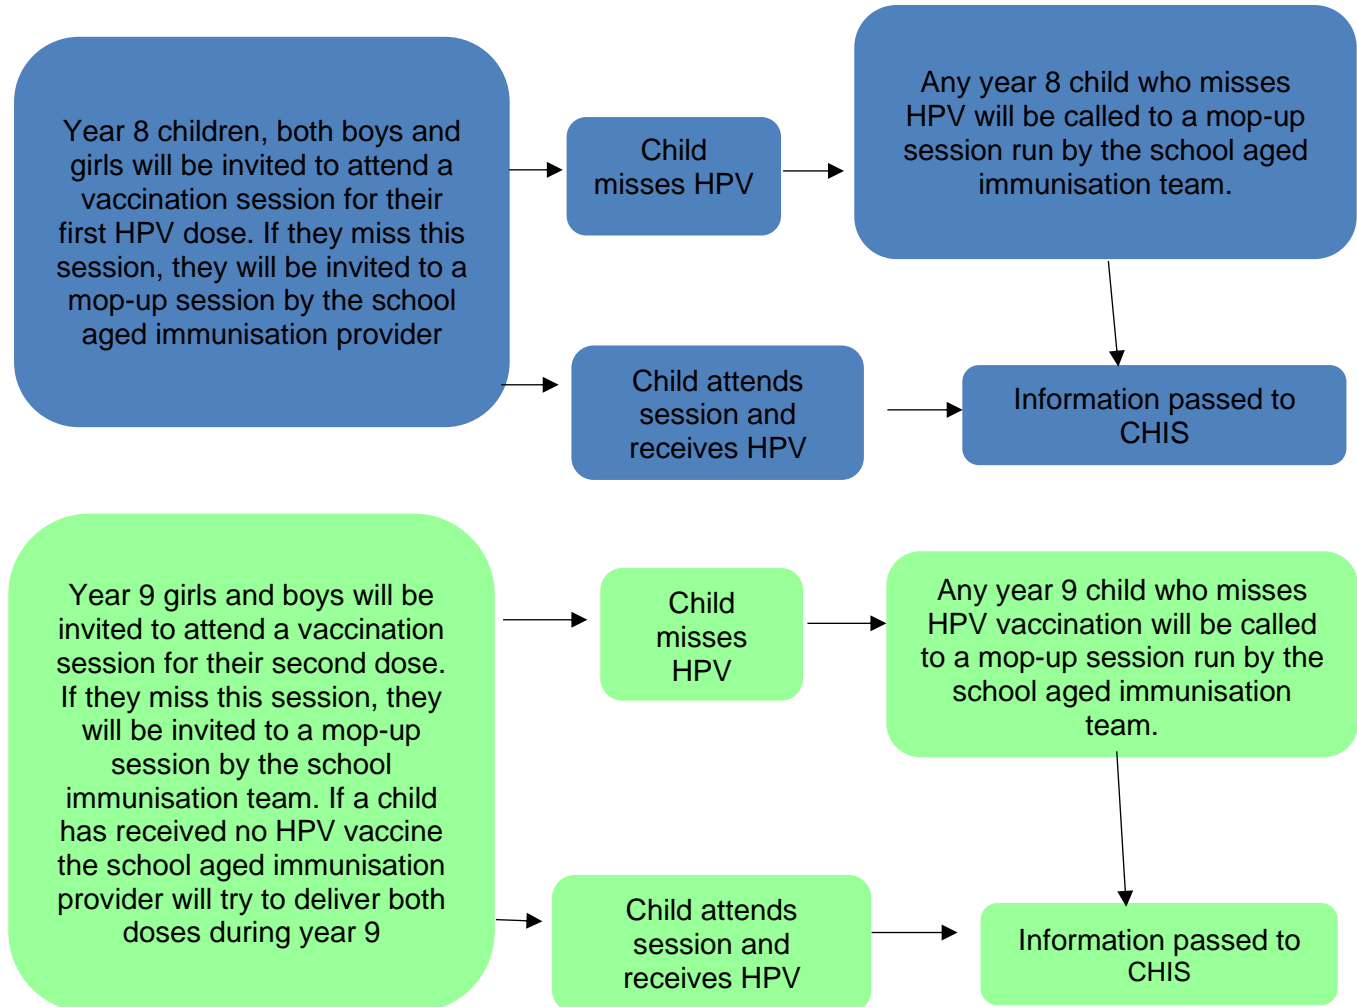 Year 8 children, both boys and
girls will be invited to attend a
vaccination session for their
first HPV dose. If they miss this
session, they will be invited to a
mop-up session by the school
aged immunisation provider
Child
misses HPV
Any year 8 child who misses
HPV will be called to a mop-up
session run by the school aged
immunisation team.
Child attends
session and
receives HPV
Information passed to
CHIS
Year 9 girls and boys will be
invited to attend a vaccination
session for their second dose.
If they miss this session, they
will be invited to a mop-up
session by the school
immunisation team. If a child
has received no HPV vaccine
the school aged immunisation
provider will try to deliver both
doses during year 9
Child
misses
HPV
Any year 9 child who misses
HPV vaccination will be called
to a mop-up session run by the
school aged immunisation
team.
Child attends
session and
receives HPV
Information passed to
CHIS